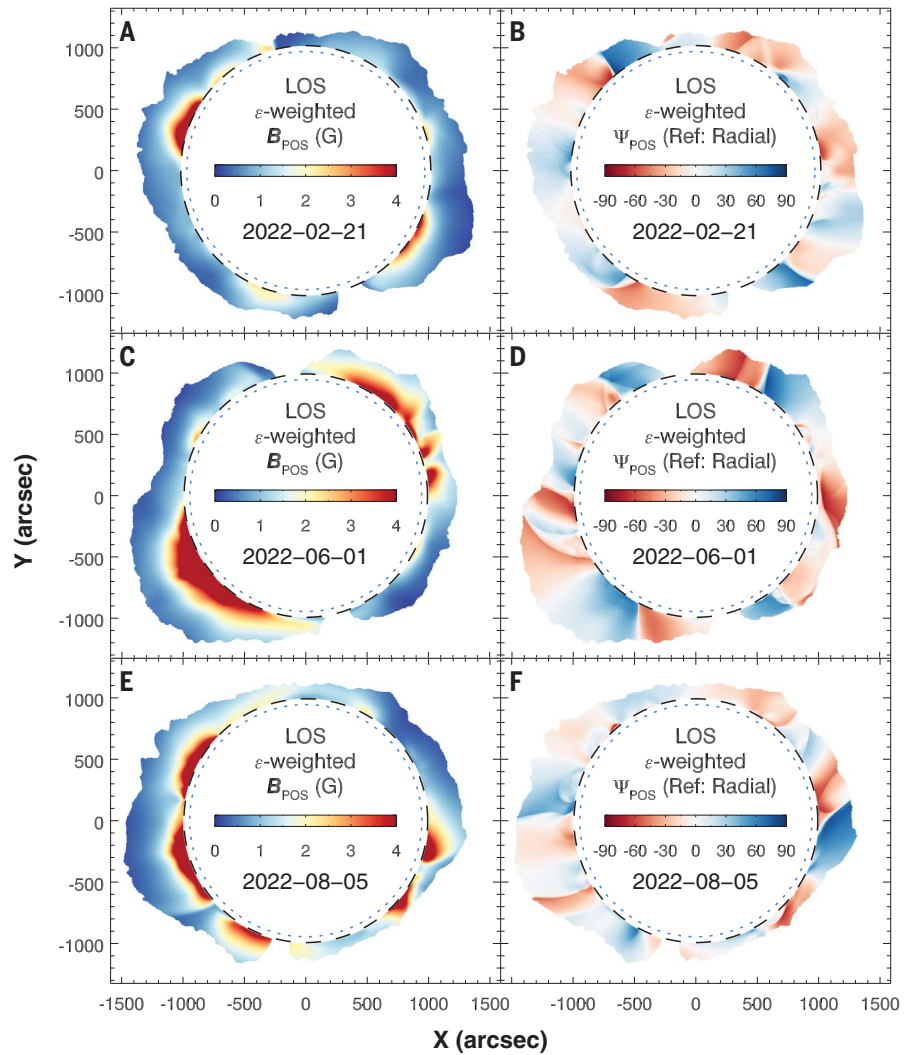 A
B
1000
500
0
-500
-1000
LOS
ε-weighted
B_POS (G)
0 1 2 3 4
2022–02–21
LOS
ε-weighted
Ψ_POS (Ref: Radial)
-90 -60 -30 0 30 60 90
2022–02–21
C
D
1000
500
0
-500
-1000
LOS
ε-weighted
B_POS (G)
0 1 2 3 4
2022–06–01
LOS
ε-weighted
Ψ_POS (Ref: Radial)
-90 -60 -30 0 30 60 90
2022–06–01
E
F
1000
500
0
-500
-1000
LOS
ε-weighted
B_POS (G)
0 1 2 3 4
2022–08–05
LOS
ε-weighted
Ψ_POS (Ref: Radial)
-90 -60 -30 0 30 60 90
2022–08–05
Y (arcsec)
-1500 -1000 -500 0 500 1000 1500
-1500 -1000 -500 0 500 1000 1500
X (arcsec)